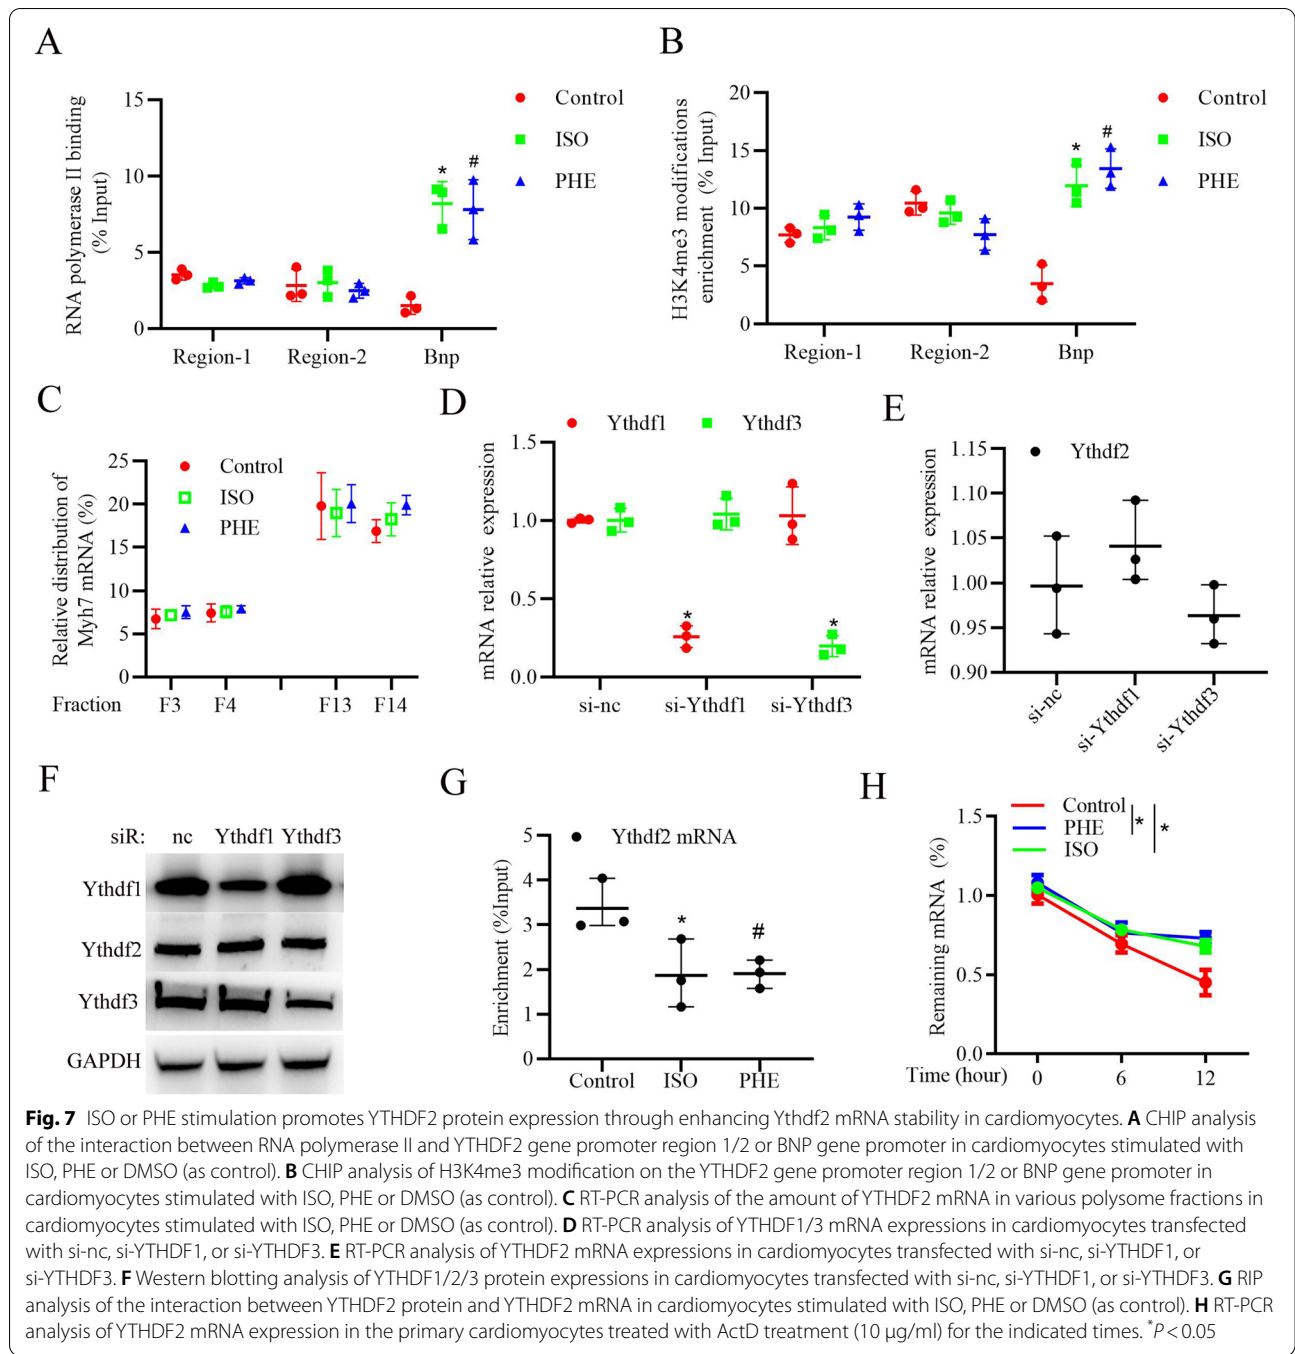 A
RNA polymerase II binding
(% Input)
15
10
5
0
Region-1
Region-2
Bnp
*
#
Control
ISO
PHE
B
H3K4me3 modifications
enrichment (% Input)
20
15
10
5
0
Region-1
Region-2
Bnp
*
#
Control
ISO
PHE
C
Relative distribution of
Myh7 mRNA (%)
25
20
15
10
5
0
Control
ISO
PHE
Fraction
F3
F4
F13
F14
D
Ythdf1
Ythdf3
mRNA relative expression
1.5
1.0
0.5
0.0
*
*
si-nc
si-Ythdf1
si-Ythdf3
E
mRNA relative expression
1.15
1.10
1.05
1.00
0.95
0.90
Ythdf2
si-nc
si-Ythdf1
si-Ythdf3
F
siR: nc Ythdf1 Ythdf3
Ythdf1
Ythdf2
Ythdf3
GAPDH
G
Enrichment (%Input)
5
4
3
2
1
0
Ythdf2 mRNA
*
#
Control
ISO
PHE
H
Remaining mRNA (%)
1.5
1.0
0.5
0.0
Control
PHE
ISO
*
*
Time (hour)
0
6
12
Fig. 7 ISO or PHE stimulation promotes YTHDF2 protein expression through enhancing Ythdf2 mRNA stability in cardiomyocytes. A CHIP analysis
of the interaction between RNA polymerase II and YTHDF2 gene promoter region 1/2 or BNP gene promoter in cardiomyocytes stimulated with
ISO, PHE or DMSO (as control). B CHIP analysis of H3K4me3 modification on the YTHDF2 gene promoter region 1/2 or BNP gene promoter in
cardiomyocytes stimulated with ISO, PHE or DMSO (as control). C RT-PCR analysis of the amount of YTHDF2 mRNA in various polysome fractions in
cardiomyocytes stimulated with ISO, PHE or DMSO (as control). D RT-PCR analysis of YTHDF1/3 mRNA expressions in cardiomyocytes transfected
with si-nc, si-YTHDF1, or si-YTHDF3. E RT-PCR analysis of YTHDF2 mRNA expressions in cardiomyocytes transfected with si-nc, si-YTHDF1, or
si-YTHDF3. F Western blotting analysis of YTHDF1/2/3 protein expressions in cardiomyocytes transfected with si-nc, si-YTHDF1, or si-YTHDF3. G RIP
analysis of the interaction between YTHDF2 protein and YTHDF2 mRNA in cardiomyocytes stimulated with ISO, PHE or DMSO (as control). H RT-PCR
analysis of YTHDF2 mRNA expression in the primary cardiomyocytes treated with ActD treatment (10 μg/ml) for the indicated times. *P < 0.05